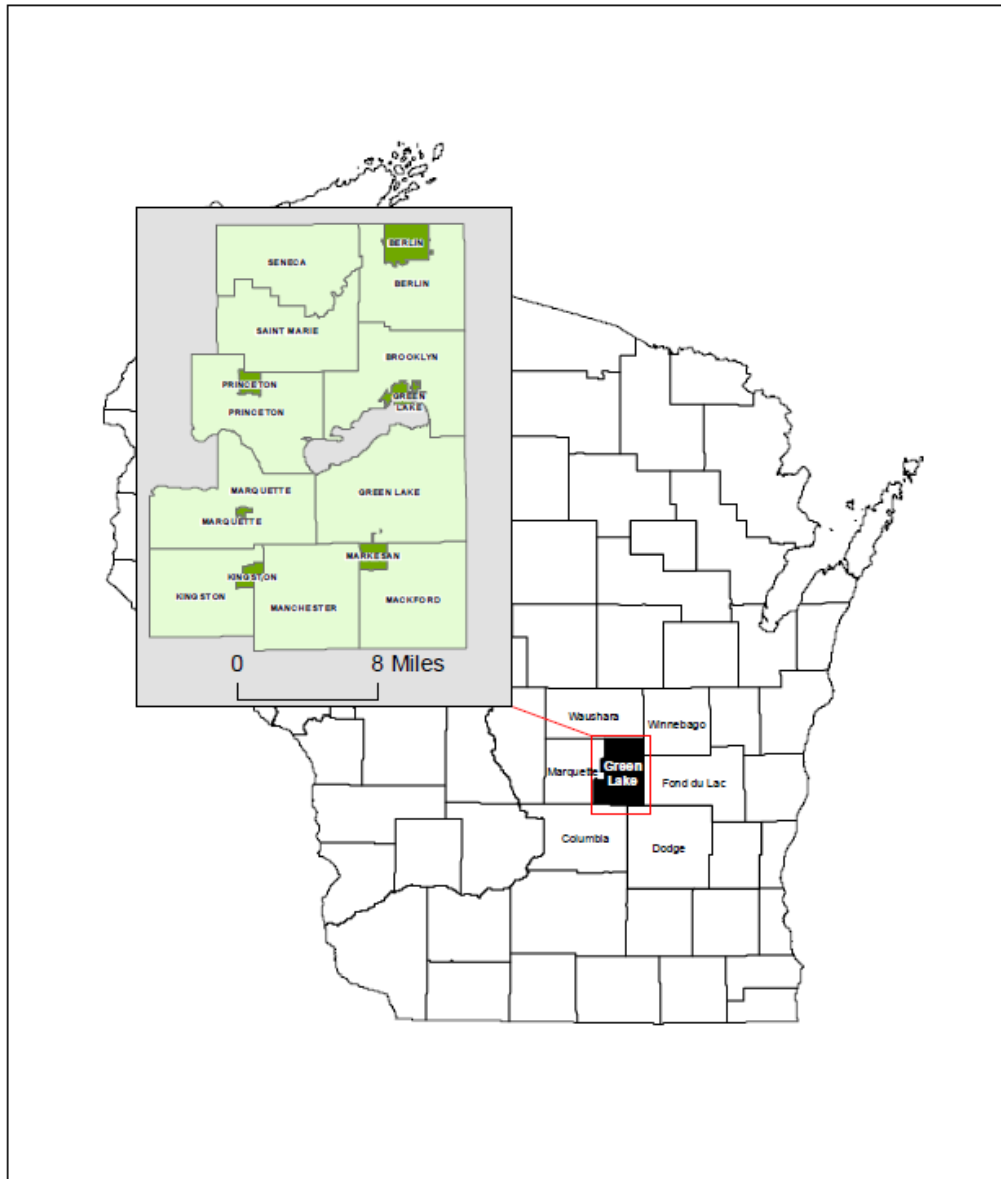 BERLIN
SENECA
BERLIN
SAINT MARIE
BROOKLYN
PRINCETON
PRINCETON
GREEN
LAKE
MARQUETTE
GREEN LAKE
MARQUETTE
MARKESAN
KINGSTON
KINGSTON
MANCHESTER
MACKFORD
0 8 Miles
Waushara
Winnebago
Marquette
Green
Lake
Fond du Lac
Columbia
Dodge